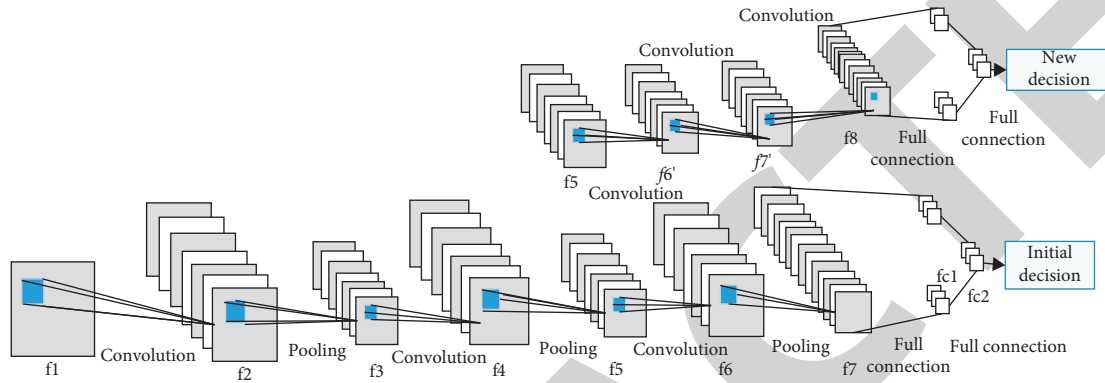 Convolution
Convolution
New
decision
f5
f6'
f7'
f8
Full
connection
Full
connection
Convolution
Initial
decision
fc1
fc2
Convolution
Pooling
Convolution
Pooling
Convolution
Pooling
Full
connection
Full connection
f1
f2
f3
f4
f5
f6
f7